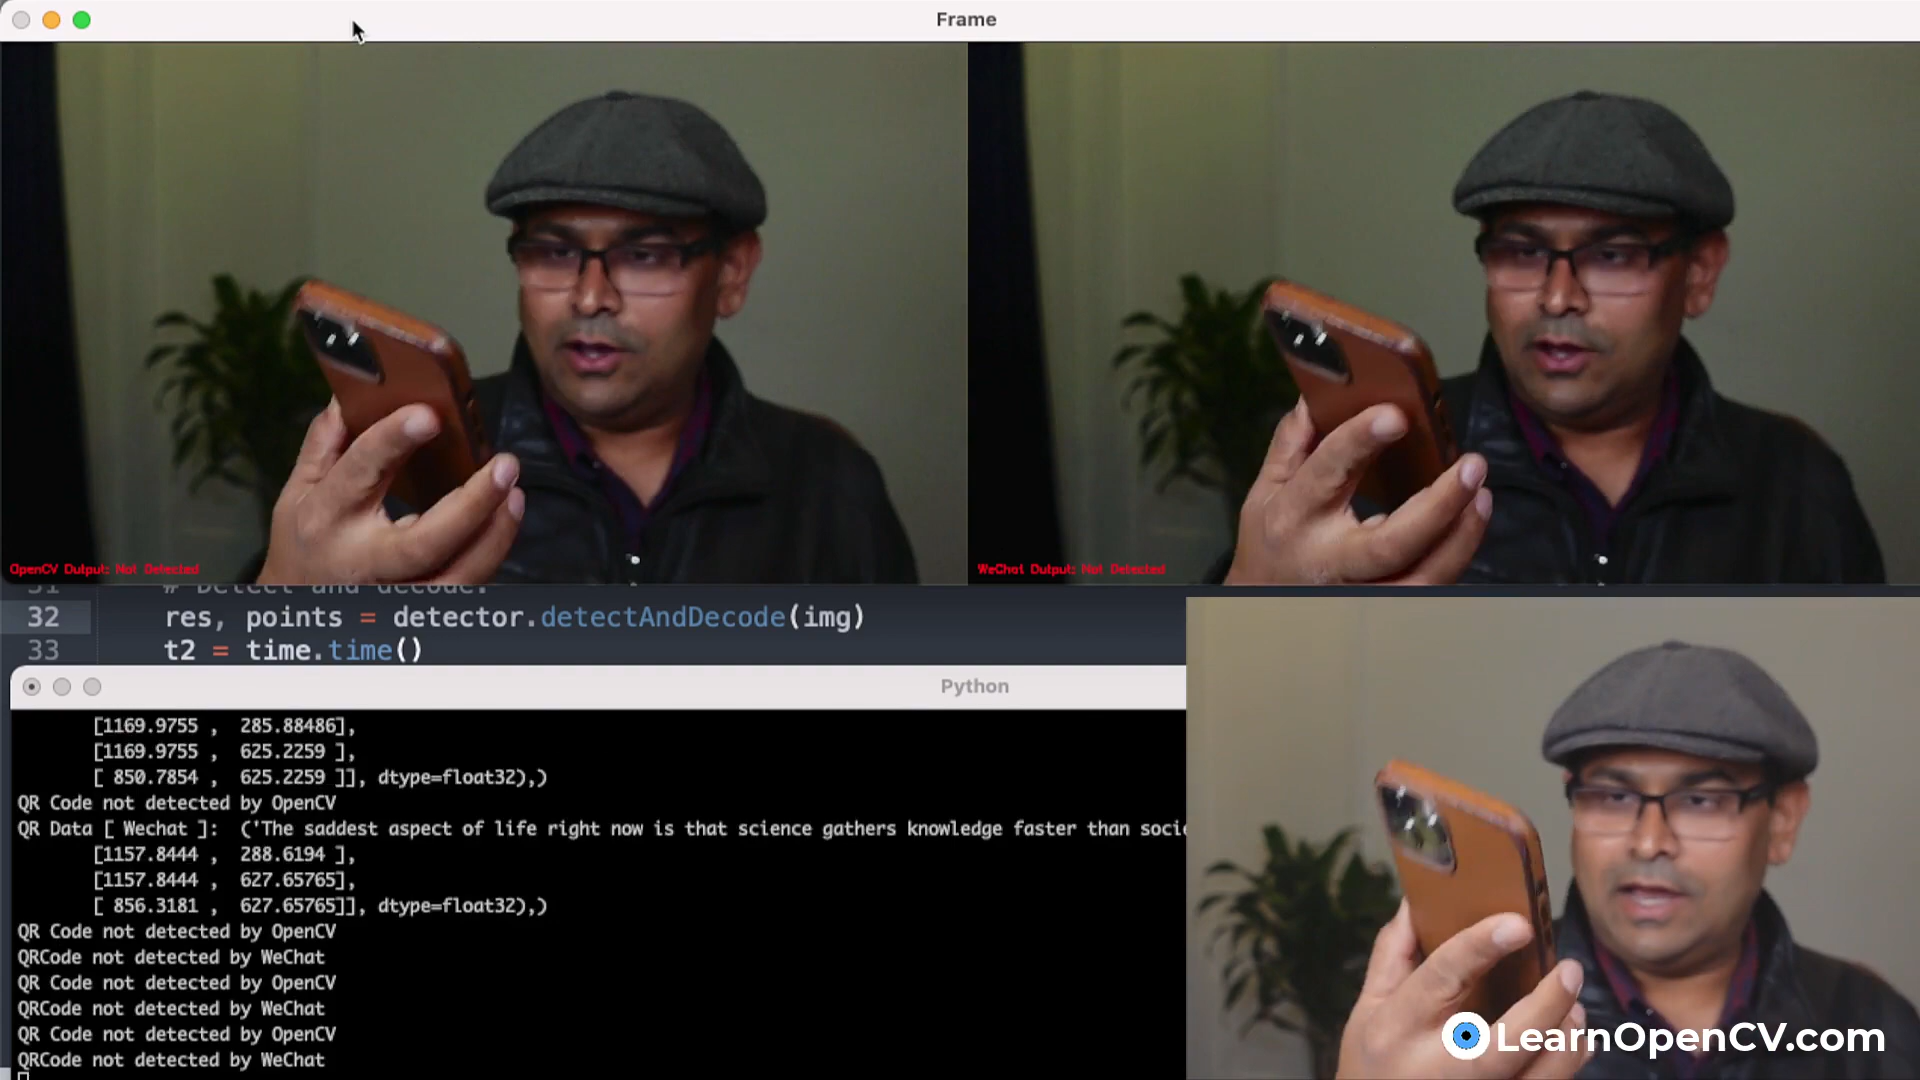 Frame
OpenCV Output: Not Detected
WeChat Output: Not Detected
31 # Detect and decode.
32 res, points = detector.detectAndDecode(img)
33 t2 = time.time()
Python
[1169.9755 , 285.88486],
[1169.9755 , 625.2259 ],
[ 850.7854 , 625.2259 ]], dtype=float32),)
QR Code not detected by OpenCV
QR Data [ Wechat ]: ('The saddest aspect of life right now is that science gathers knowledge faster than socie
[1157.8444 , 288.6194 ],
[1157.8444 , 627.65765],
[ 856.3181 , 627.65765]], dtype=float32),)
QR Code not detected by OpenCV
QRCode not detected by WeChat
QR Code not detected by OpenCV
QRCode not detected by WeChat
QR Code not detected by OpenCV
QRCode not detected by WeChat
LearnOpenCV.com